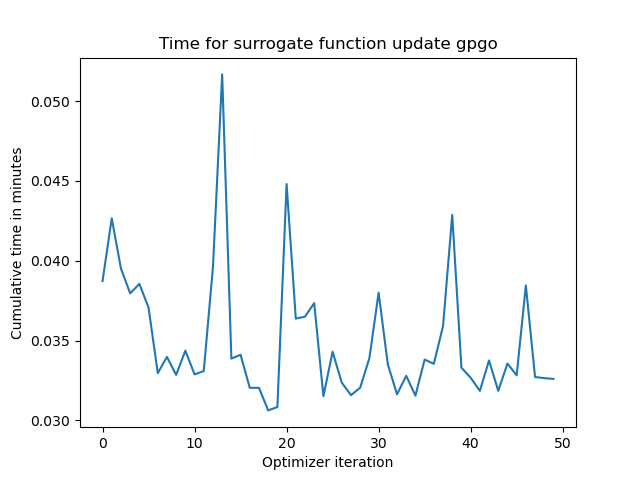 Time for surrogate function update gpgo
Cumulative time in minutes
0.050
0.045
0.040
0.035
0.030
0 10 20 30 40 50
Optimizer iteration